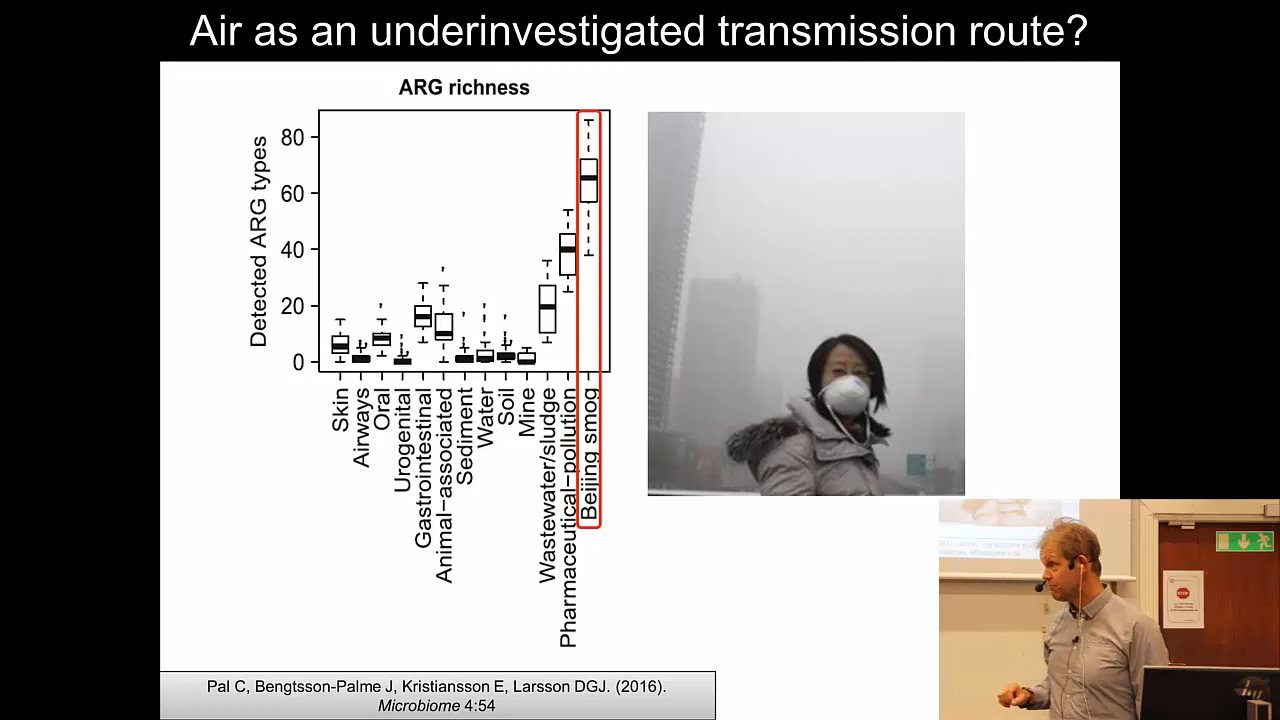 Air as an underinvestigated transmission route?
ARG richness
Detected ARG types
80
60
40
20
0
Skin
Airways
Oral
Urogenital
Gastrointestinal
Animal−associated
Sediment
Water
Soil
Mine
Wastewater/sludge
Pharmaceutical−pollution
Beijing smog
STOP
Pal C, Bengtsson-Palme J, Kristiansson E, Larsson DGJ. (2016).
Microbiome 4:54